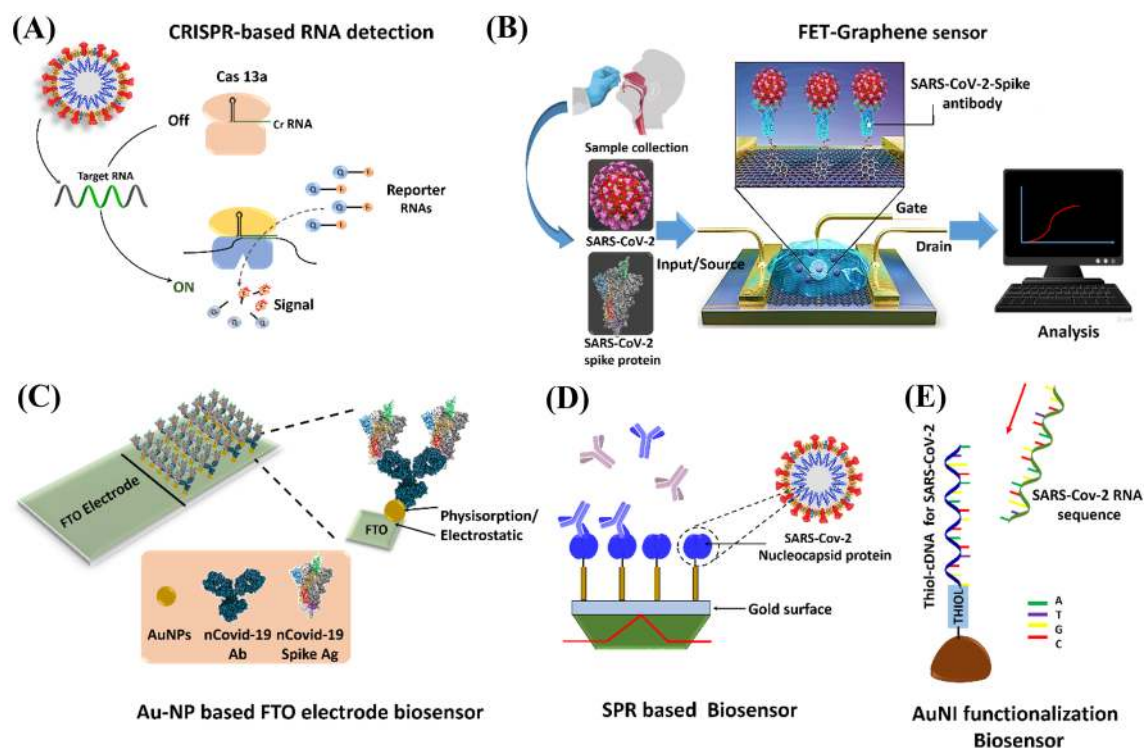 (A)
CRISPR-based RNA detection
Cas 13a
Off
Cr RNA
Target RNA
Q F
Q F
Q F
Q F
Reporter
RNAs
ON
Signal
Q
Q
Q
(B)
FET-Graphene sensor
SARS-CoV-2-Spike
antibody
Sample collection
SARS-CoV-2
SARS-CoV-2
spike protein
Input/Source
Gate
Drain
Analysis
(C)
FTO Electrode
FTO
Physisorption/
Electrostatic
AuNPs
nCovid-19
Ab
nCovid-19
Spike Ag
Au-NP based FTO electrode biosensor
(D)
SARS-Cov-2
Nucleocapsid protein
Gold surface
SPR based Biosensor
(E)
Thiol-cDNA for SARS-CoV-2
THIOL
SARS-Cov-2 RNA
sequence
A
T
G
C
AuNI functionalization
Biosensor